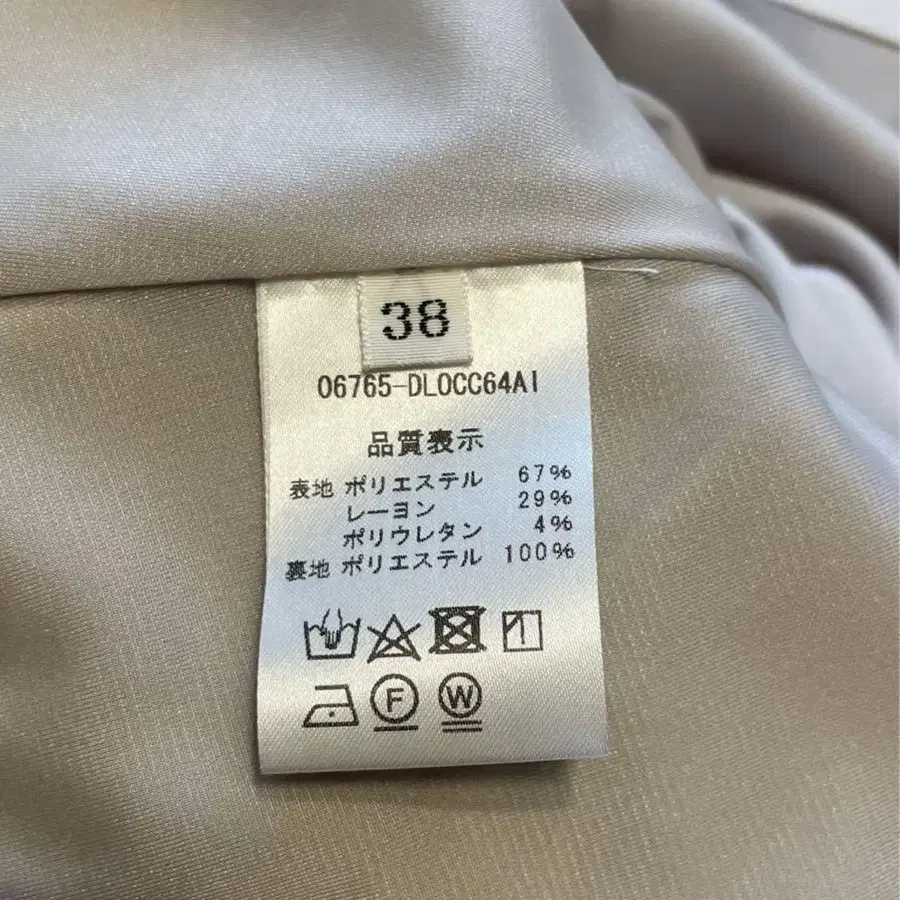 38
06765-DL0CC64AI
品質表示
表地 ポリエステル 67%
レーヨン 29%
ポリウレタン 4%
裏地 ポリエステル 100%
F W